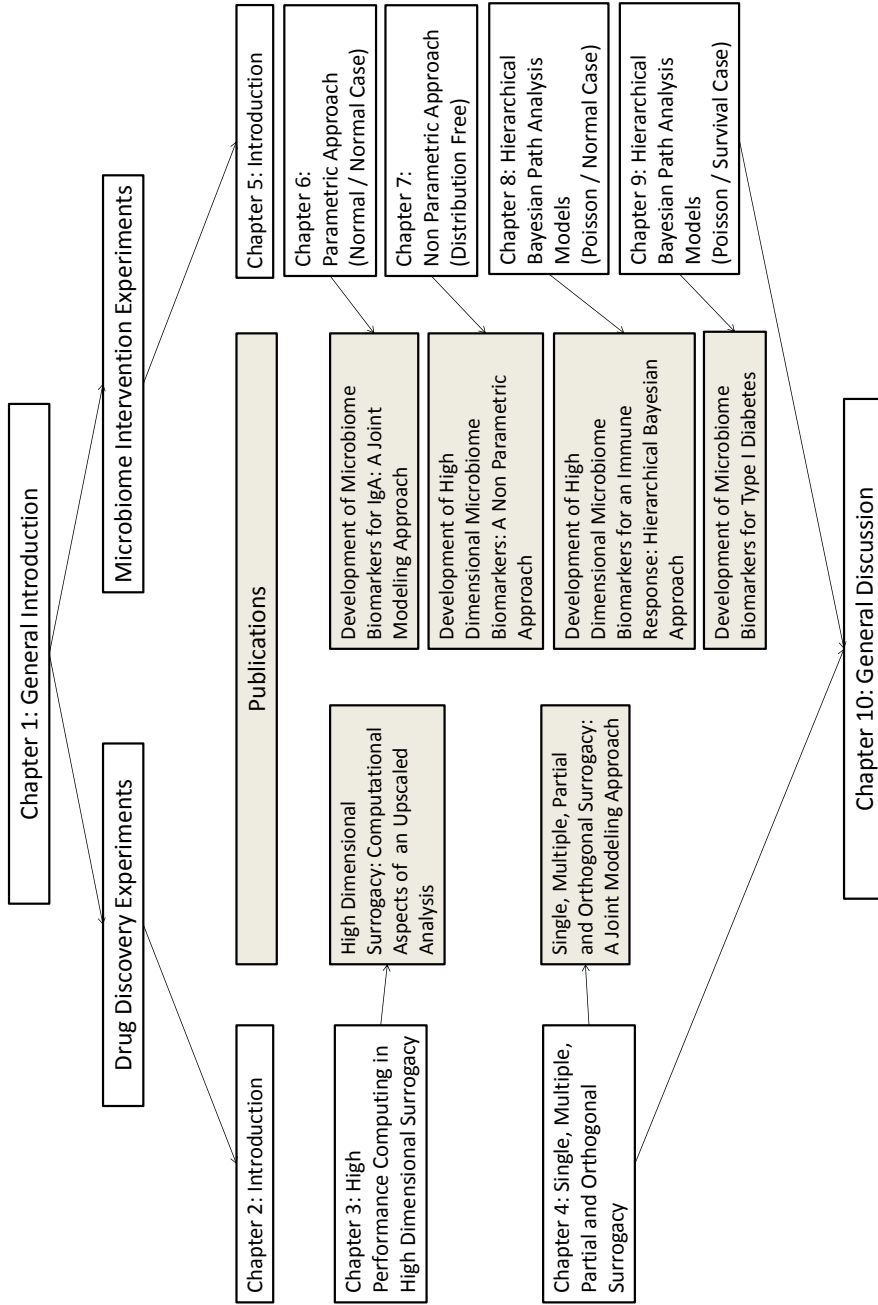 Chapter 1: General Introduction
Drug Discovery Experiments
Microbiome Intervention Experiments
Chapter 2: Introduction
Publications
Chapter 5: Introduction
Chapter 3: High
Performance Computing in
High Dimensional Surrogacy
High Dimensional
Surrogacy: Computational
Aspects of an Upscaled
Analysis
Chapter 4: Single, Multiple,
Partial and Orthogonal
Surrogacy
Single, Multiple, Partial
and Orthogonal Surrogacy:
A Joint Modeling Approach
Development of Microbiome
Biomarkers for IgA: A Joint
Modeling Approach
Development of High
Dimensional Microbiome
Biomarkers: A Non Parametric
Approach
Development of High
Dimensional Microbiome
Biomarkers for an Immune
Response: Hierarchical Bayesian
Approach
Development of Microbiome
Biomarkers for Type I Diabetes
Chapter 6:
Parametric Approach
(Normal / Normal Case)
Chapter 7:
Non Parametric Approach
(Distribution Free)
Chapter 8: Hierarchical
Bayesian Path Analysis
Models
(Poisson / Normal Case)
Chapter 9: Hierarchical
Bayesian Path Analysis
Models
(Poisson / Survival Case)
Chapter 10: General Discussion